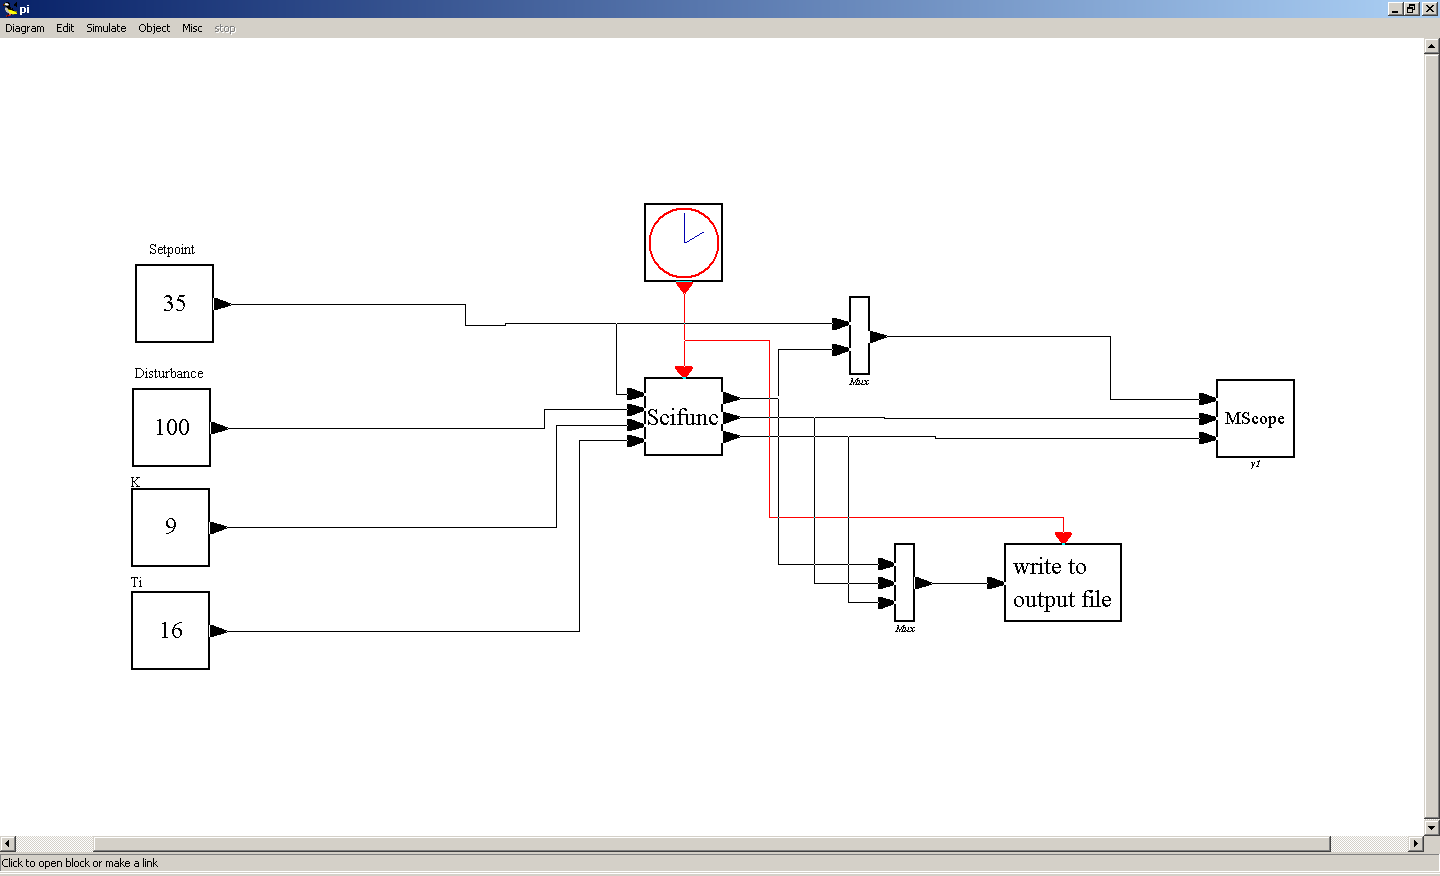 pi
Diagram Edit Simulate Object Misc stop
Setpoint
35
Disturbance
100
K
9
Ti
16
Scifunc
Mux
MScope
y1
write to
output file
Mux
Click to open block or make a link